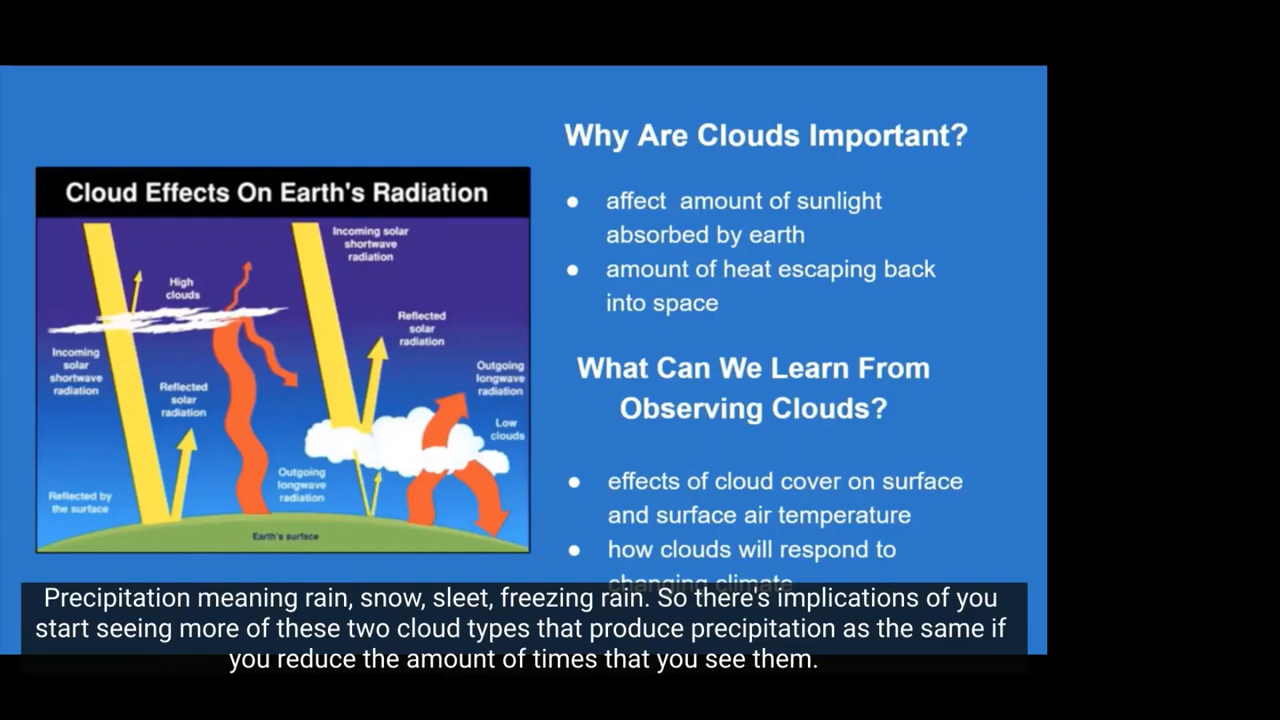 Why Are Clouds Important?
Cloud Effects On Earth's Radiation
• affect amount of sunlight
absorbed by earth
• amount of heat escaping back
into space
Incoming solar
shortwave
radiation
High
clouds
Reflected
solar
radiation
Incoming
solar
shortwave
radiation
Reflected
solar
radiation
Outgoing
longwave
radiation
Low
clouds
Outgoing
longwave
radiation
Reflected by
the surface
Earth's surface
What Can We Learn From
Observing Clouds?
• effects of cloud cover on surface
and surface air temperature
• how clouds will respond to
changing climate
Precipitation meaning rain, snow, sleet, freezing rain. So there's implications of you
start seeing more of these two cloud types that produce precipitation as the same if
you reduce the amount of times that you see them.